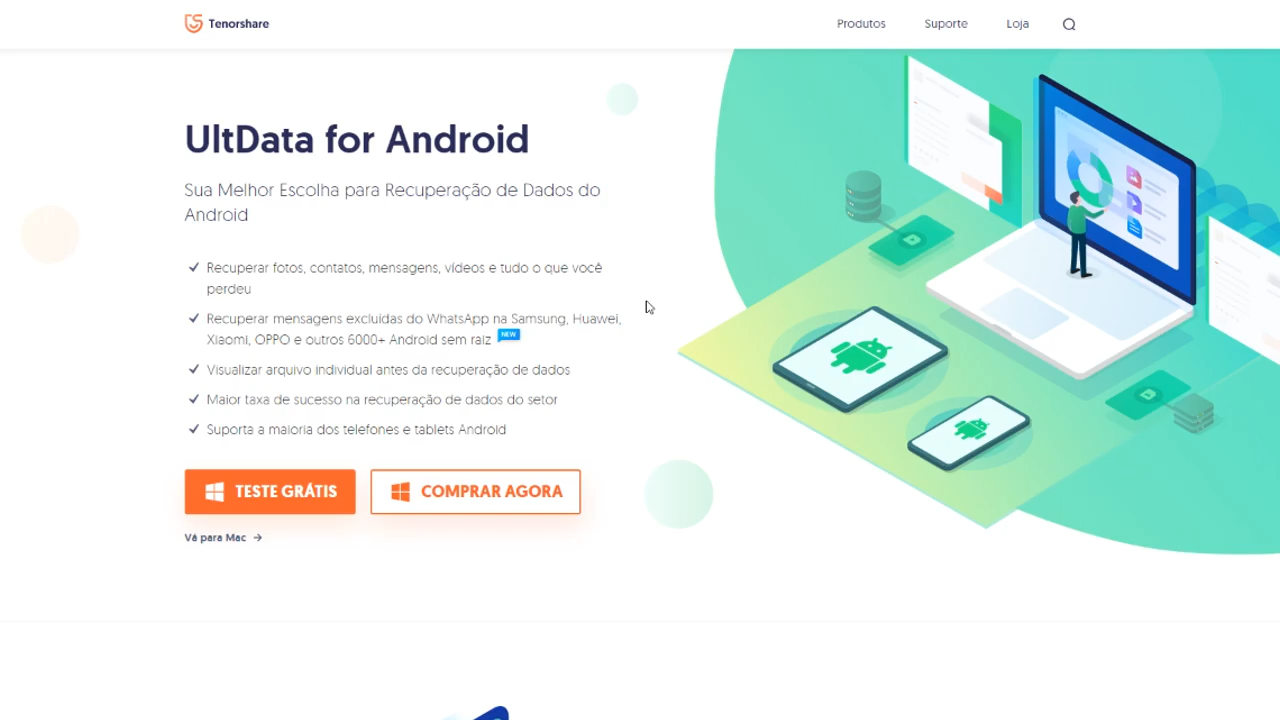 Tenorshare
Produtos
Suporte
Loja
UltData for Android
Sua Melhor Escolha para Recuperação de Dados do
Android
Recuperar fotos, contatos, mensagens, vídeos e tudo o que você
perdeu
Recuperar mensagens excluídas do WhatsApp na Samsung, Huawei,
Xiaomi, OPPO e outros 6000+ Android sem raiz NEW
Visualizar arquivo individual antes da recuperação de dados
Maior taxa de sucesso na recuperação de dados do setor
Suporta a maioria dos telefones e tablets Android
TESTE GRÁTIS
COMPRAR AGORA
Vá para Mac